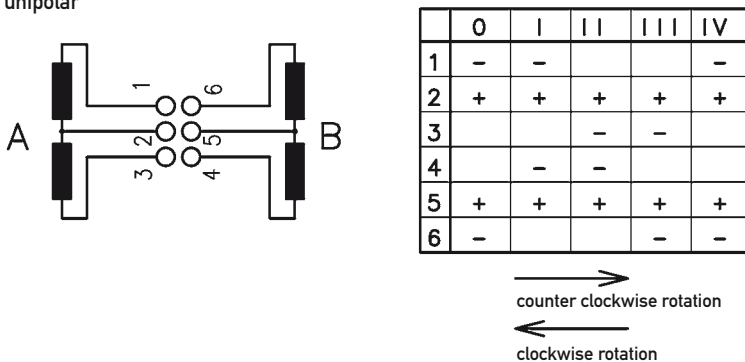 unipolar
A
B
1 6
2 5
3 4
0 I II III IV
1 - - -
2 + + + + +
3 - -
4 - -
5 + + + + +
6 - - -
counter clockwise rotation
clockwise rotation